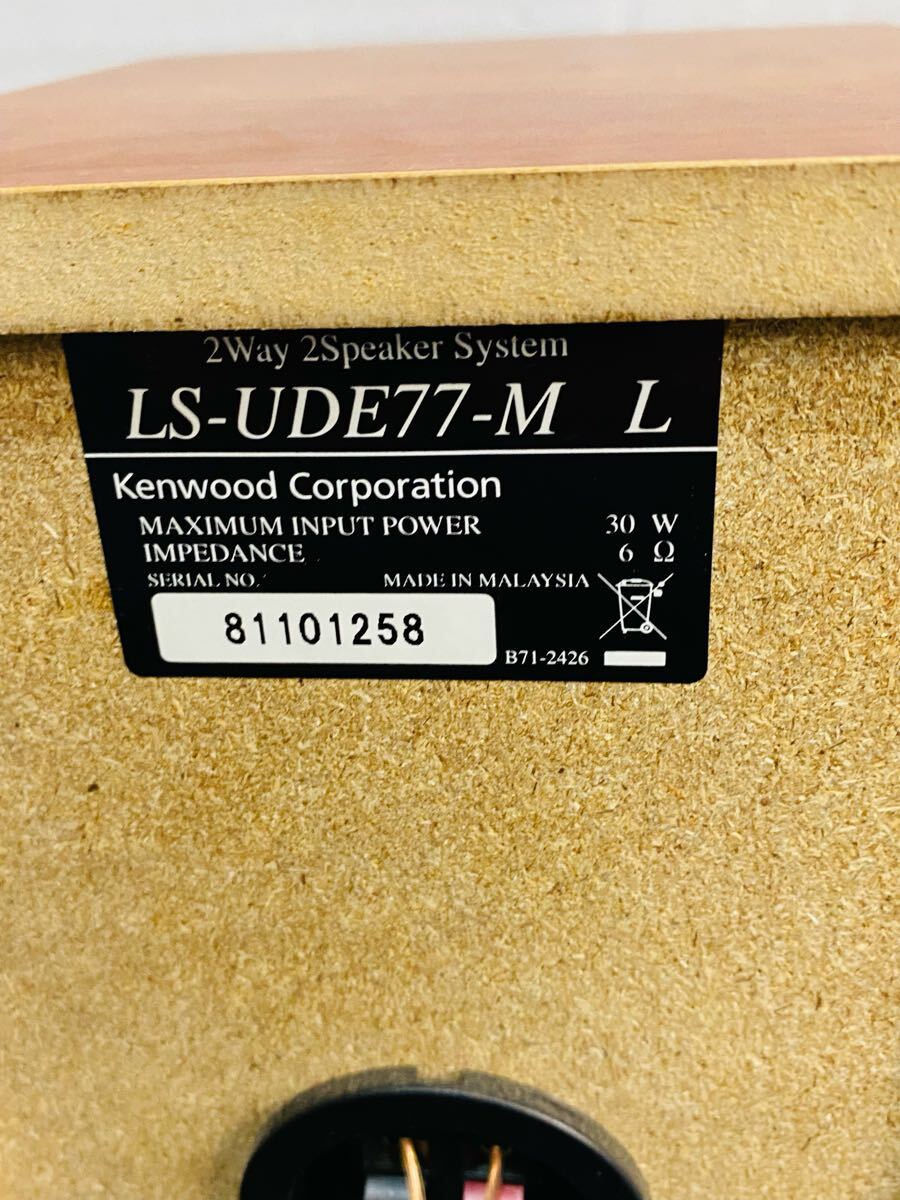 2Way 2Speaker System
LS-UDE77-M L
Kenwood Corporation
MAXIMUM INPUT POWER 30 W
IMPEDANCE 6 Ω
SERIAL NO. MADE IN MALAYSIA
81101258
B71-2426